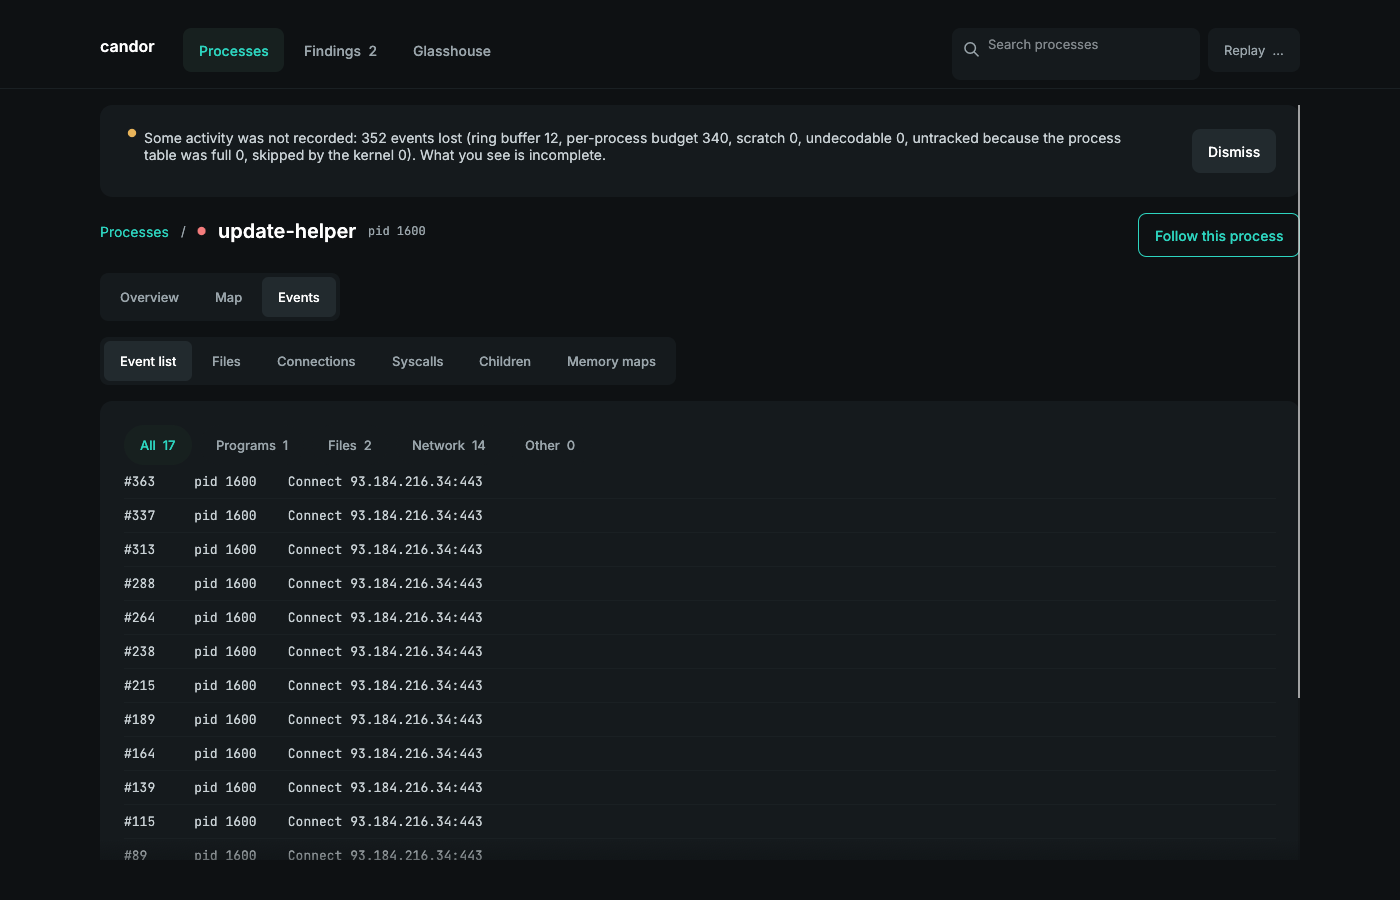 candor
Processes
Findings 2
Glasshouse
Search processes
Replay ...
Some activity was not recorded: 352 events lost (ring buffer 12, per-process budget 340, scratch 0, undecodable 0, untracked because the process
table was full 0, skipped by the kernel 0). What you see is incomplete.
Dismiss
Processes / update-helper pid 1600
Follow this process
Overview Map Events
Event list Files Connections Syscalls Children Memory maps
All 17 Programs 1 Files 2 Network 14 Other 0
#363 pid 1600 Connect 93.184.216.34:443
#337 pid 1600 Connect 93.184.216.34:443
#313 pid 1600 Connect 93.184.216.34:443
#288 pid 1600 Connect 93.184.216.34:443
#264 pid 1600 Connect 93.184.216.34:443
#238 pid 1600 Connect 93.184.216.34:443
#215 pid 1600 Connect 93.184.216.34:443
#189 pid 1600 Connect 93.184.216.34:443
#164 pid 1600 Connect 93.184.216.34:443
#139 pid 1600 Connect 93.184.216.34:443
#115 pid 1600 Connect 93.184.216.34:443
#89 pid 1600 Connect 93.184.216.34:443